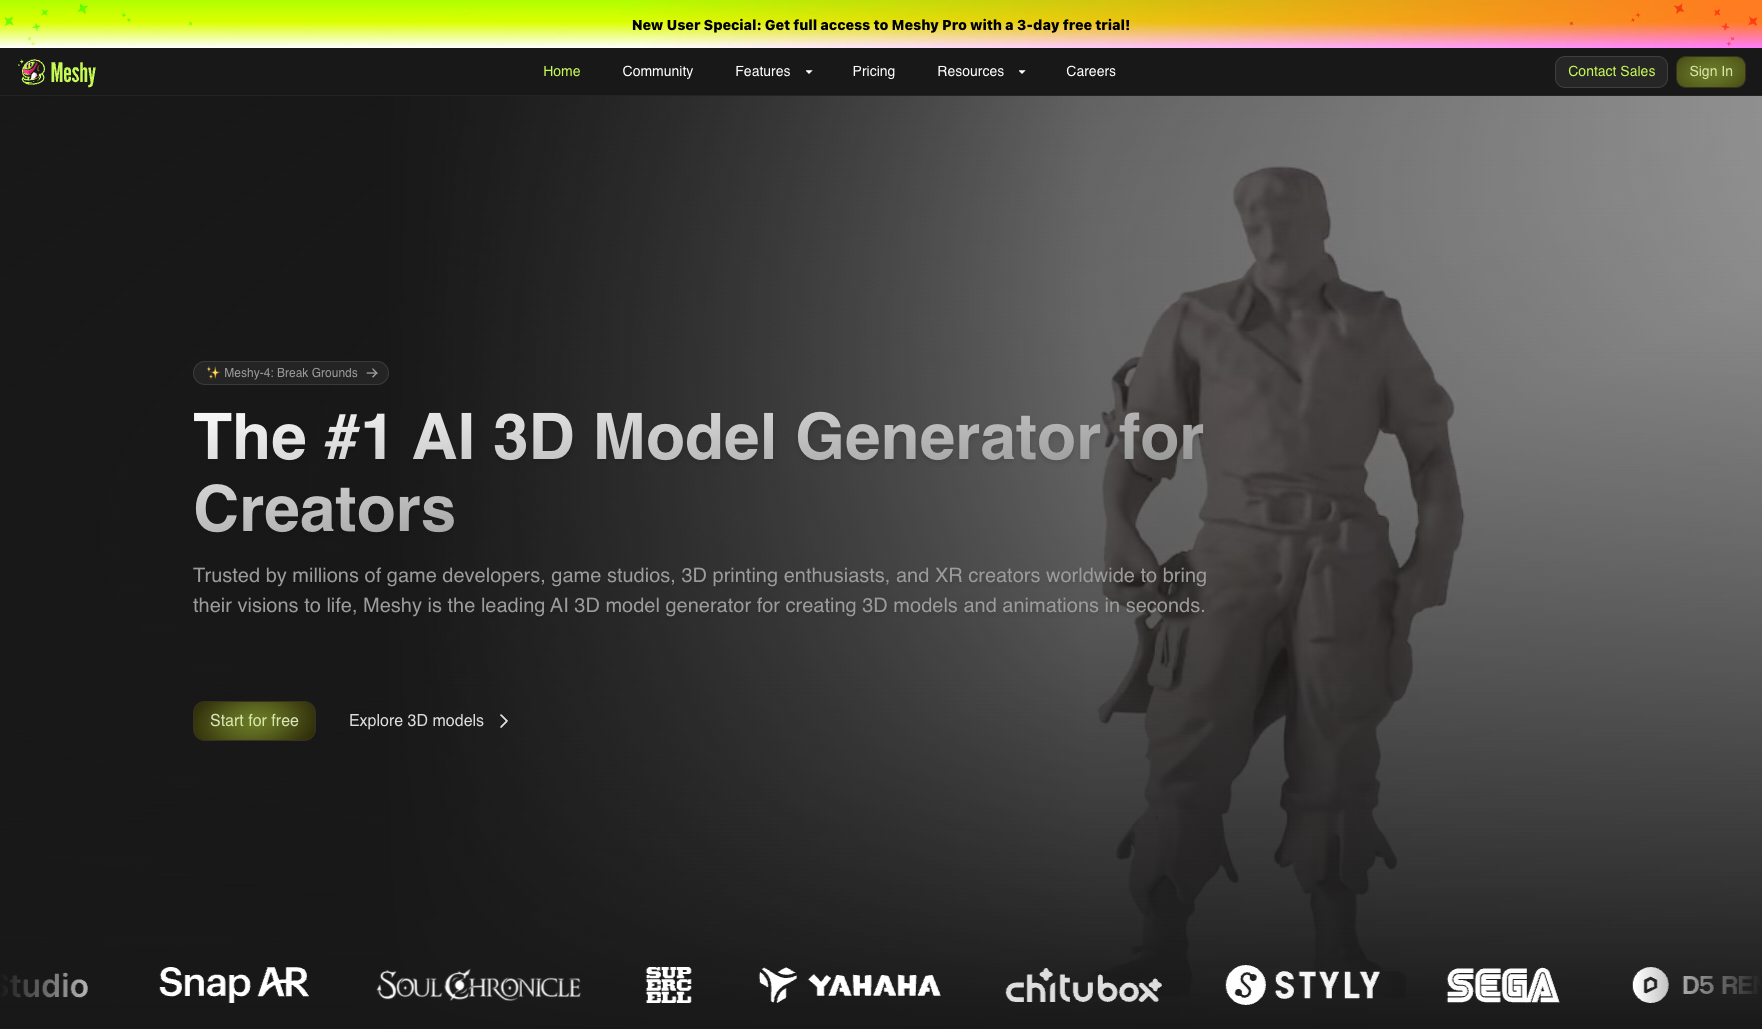 New User Special: Get full access to Meshy Pro with a 3-day free trial!
Meshy
Home
Community
Features
Pricing
Resources
Careers
Contact Sales
Sign In
✨ Meshy-4: Break Grounds
The #1 AI 3D Model Generator for
Creators
Trusted by millions of game developers, game studios, 3D printing enthusiasts, and XR creators worldwide to bring
their visions to life, Meshy is the leading AI 3D model generator for creating 3D models and animations in seconds.
Start for free
Explore 3D models
Studio
Snap AR
SOUL CHRONICLE
SUP
ERC
ELL
YAHAHA
chitubox
STYLY
SEGA
D5 RE